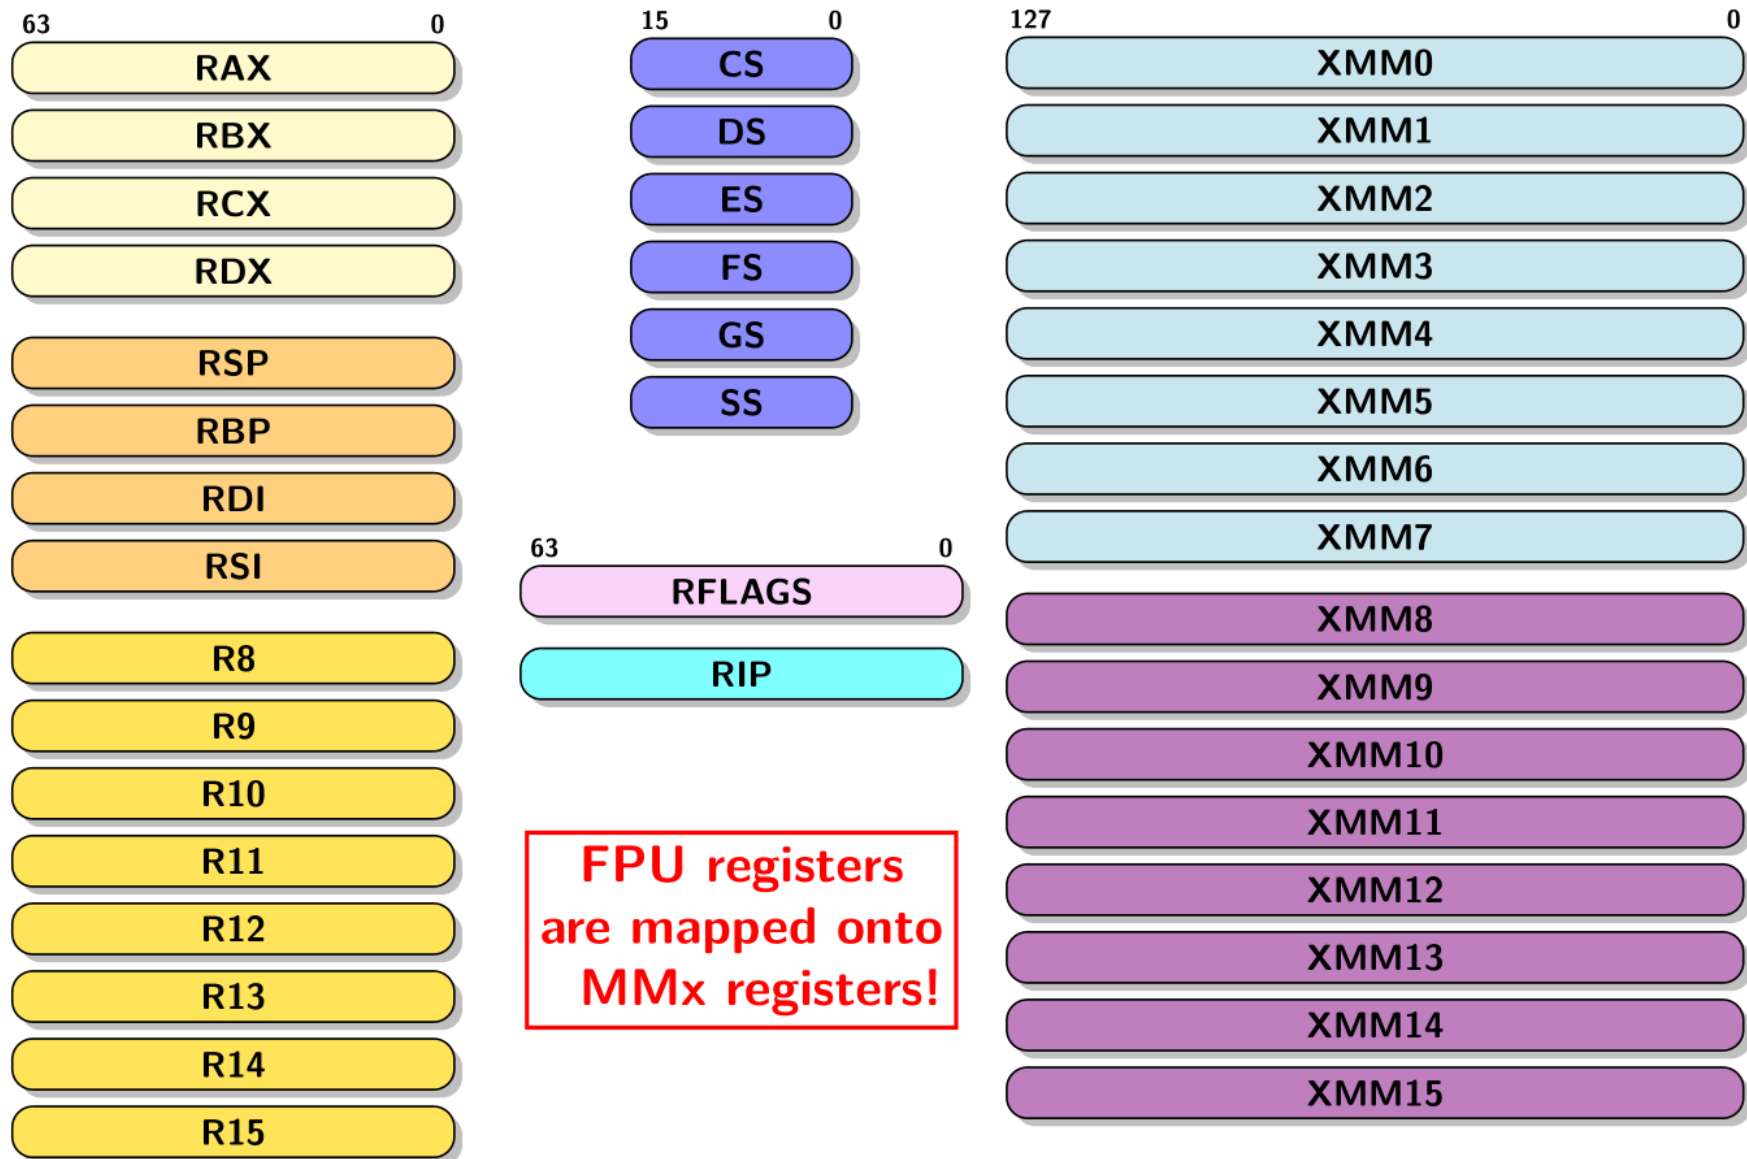 63 0
RAX
RBX
RCX
RDX
RSP
RBP
RDI
RSI
R8
R9
R10
R11
R12
R13
R14
R15
15 0
CS
DS
ES
FS
GS
SS
63 0
RFLAGS
RIP
FPU registers
are mapped onto
MMx registers!
127 0
XMM0
XMM1
XMM2
XMM3
XMM4
XMM5
XMM6
XMM7
XMM8
XMM9
XMM10
XMM11
XMM12
XMM13
XMM14
XMM15